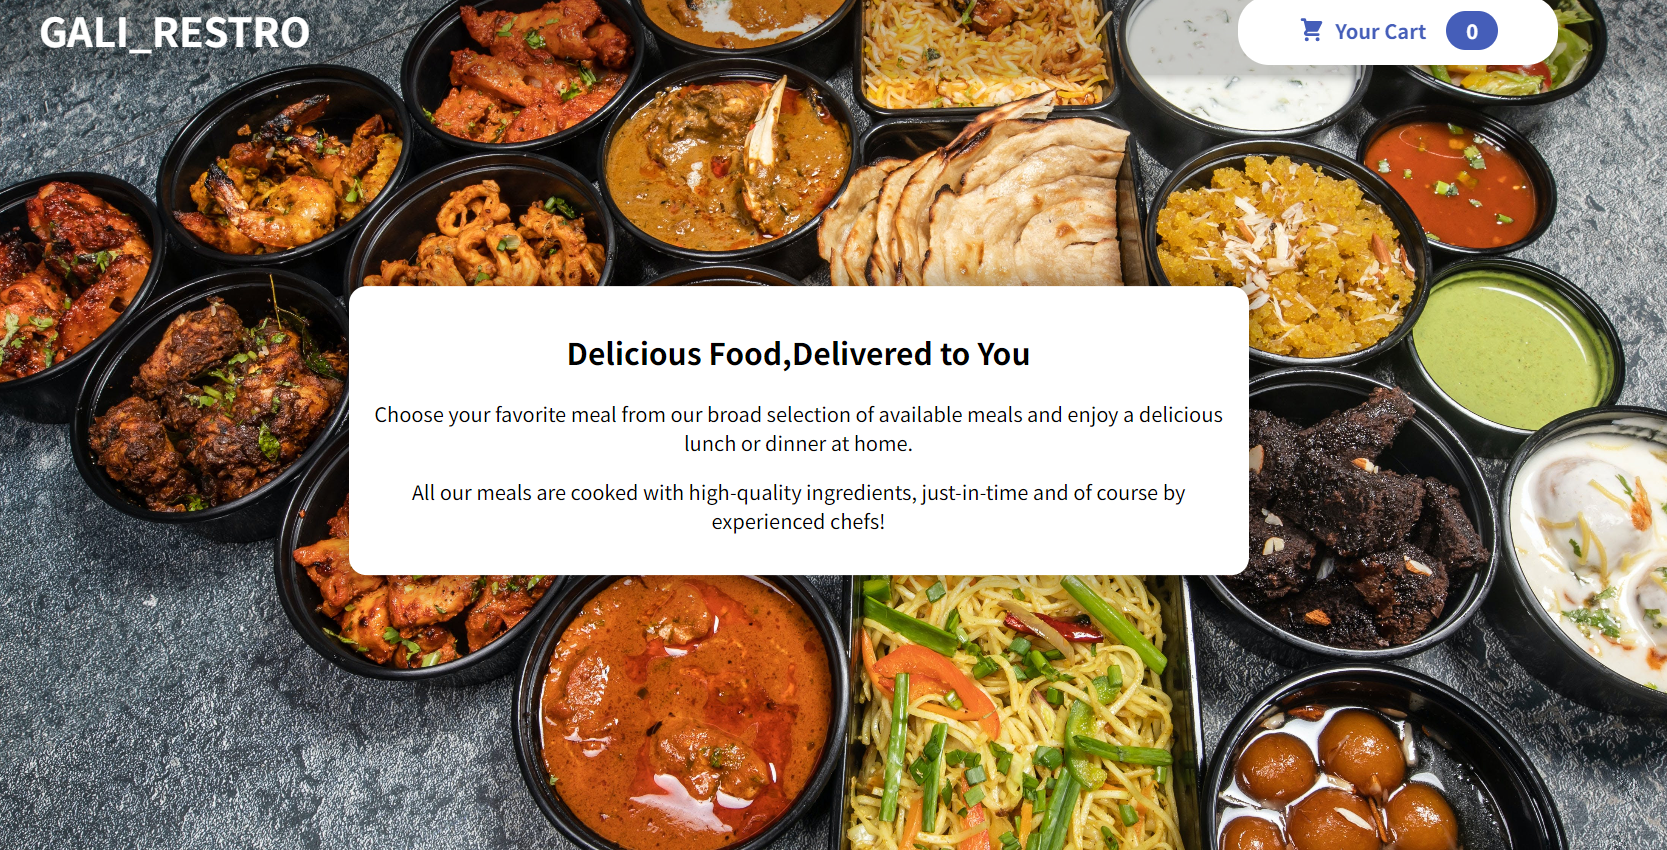 GALI_RESTRO
Your Cart 0
Delicious Food,Delivered to You
Choose your favorite meal from our broad selection of available meals and enjoy a delicious
lunch or dinner at home.
All our meals are cooked with high-quality ingredients, just-in-time and of course by
experienced chefs!